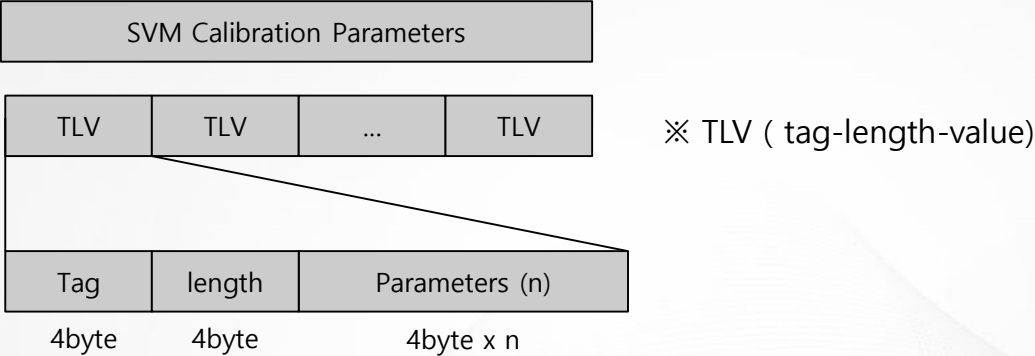 SVM Calibration Parameters
TLV TLV ... TLV
※ TLV ( tag-length-value)
Tag length Parameters (n)
4byte 4byte 4byte x n